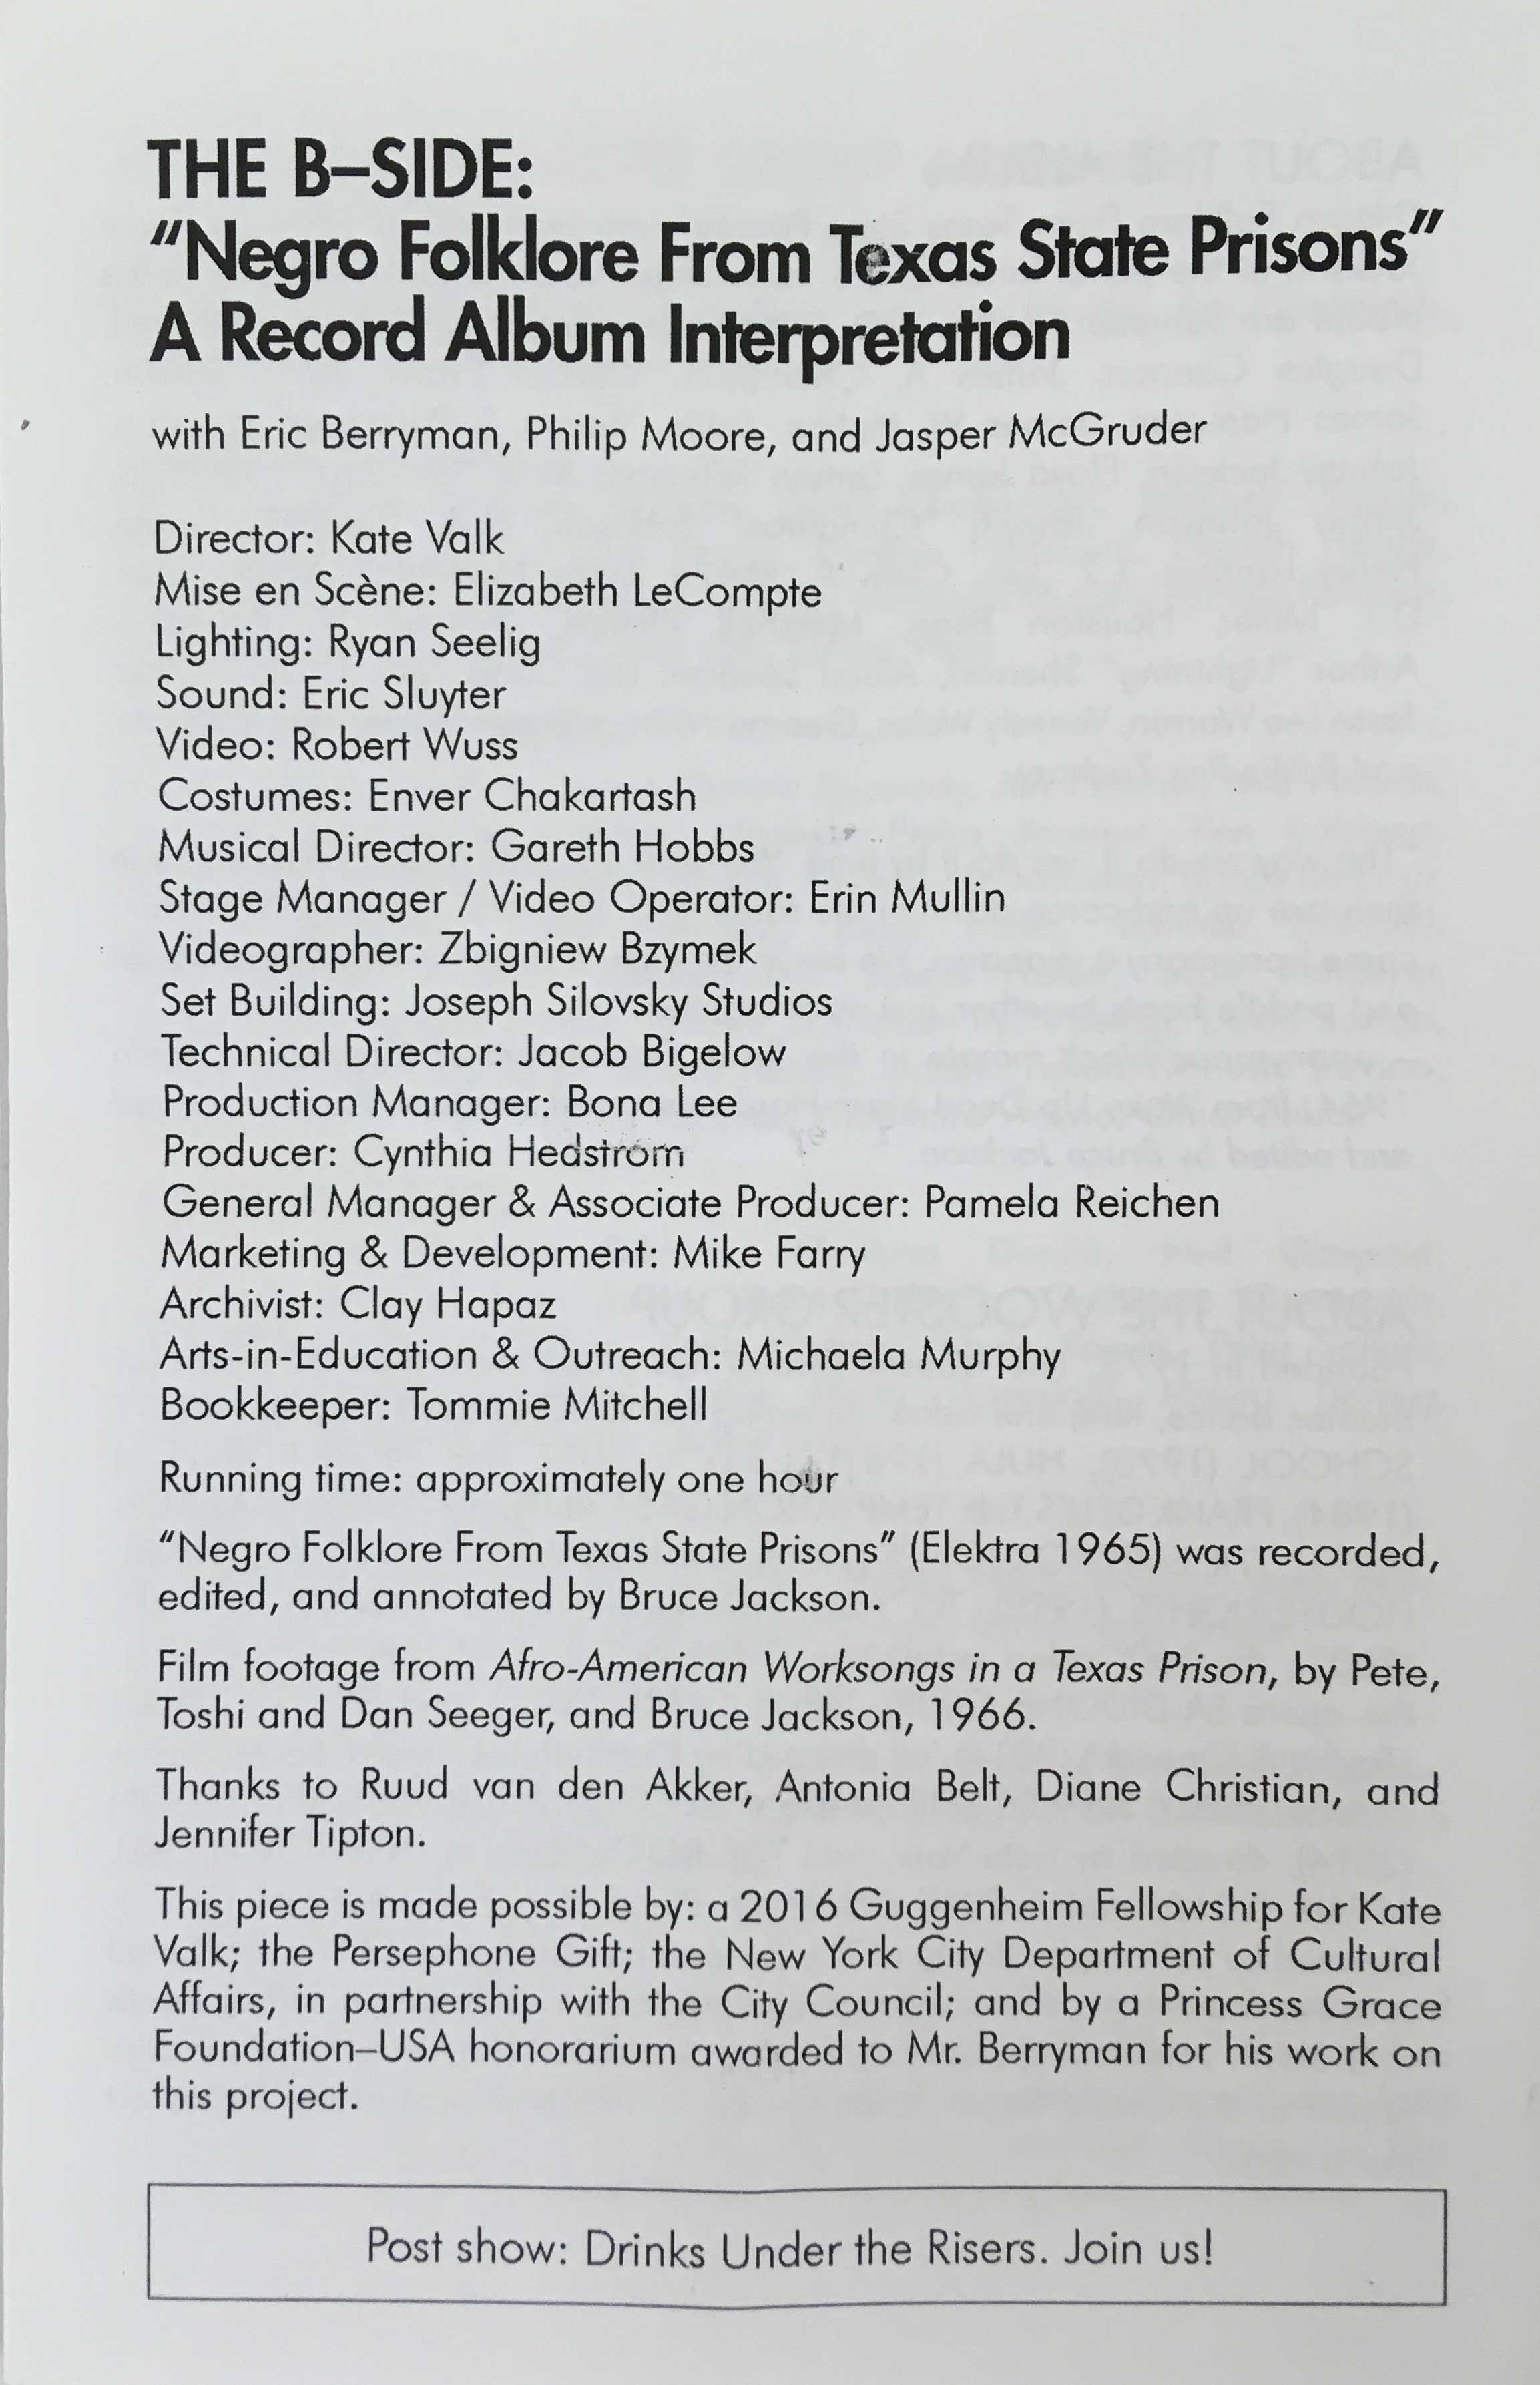 THE B–SIDE:
"Negro Folklore From Texas State Prisons"
A Record Album Interpretation
with Eric Berryman, Philip Moore, and Jasper McGruder
Director: Kate Valk
Mise en Scène: Elizabeth LeCompte
Lighting: Ryan Seelig
Sound: Eric Sluyter
Video: Robert Wuss
Costumes: Enver Chakartash
Musical Director: Gareth Hobbs
Stage Manager / Video Operator: Erin Mullin
Videographer: Zbigniew Bzymek
Set Building: Joseph Silovsky Studios
Technical Director: Jacob Bigelow
Production Manager: Bona Lee
Producer: Cynthia Hedstrom
General Manager & Associate Producer: Pamela Reichen
Marketing & Development: Mike Farry
Archivist: Clay Hapaz
Arts-in-Education & Outreach: Michaela Murphy
Bookkeeper: Tommie Mitchell
Running time: approximately one hour
"Negro Folklore From Texas State Prisons" (Elektra 1965) was recorded,
edited, and annotated by Bruce Jackson.
Film footage from Afro-American Worksongs in a Texas Prison, by Pete,
Toshi and Dan Seeger, and Bruce Jackson, 1966.
Thanks to Ruud van den Akker, Antonia Belt, Diane Christian, and
Jennifer Tipton.
This piece is made possible by: a 2016 Guggenheim Fellowship for Kate
Valk; the Persephone Gift; the New York City Department of Cultural
Affairs, in partnership with the City Council; and by a Princess Grace
Foundation–USA honorarium awarded to Mr. Berryman for his work on
this project.
Post show: Drinks Under the Risers. Join us!